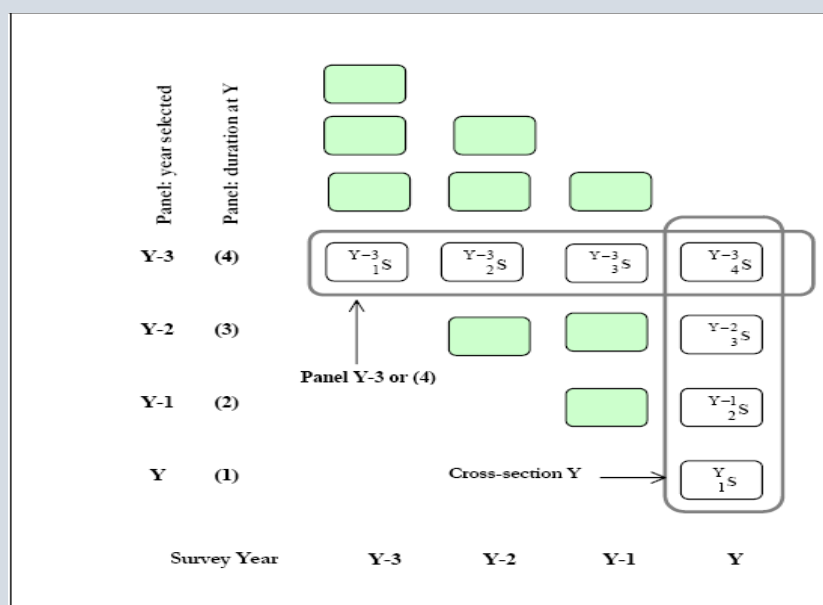 Panel: year selected
Panel: duration at Y
Y-3 (4) Y−3 1S Y−3 2S Y−3 3S Y−3 4S
Y-2 (3) Y−2 3S
Panel Y-3 or (4)
Y-1 (2) Y−1 2S
Y (1) Cross-section Y Y 1S
Survey Year Y-3 Y-2 Y-1 Y